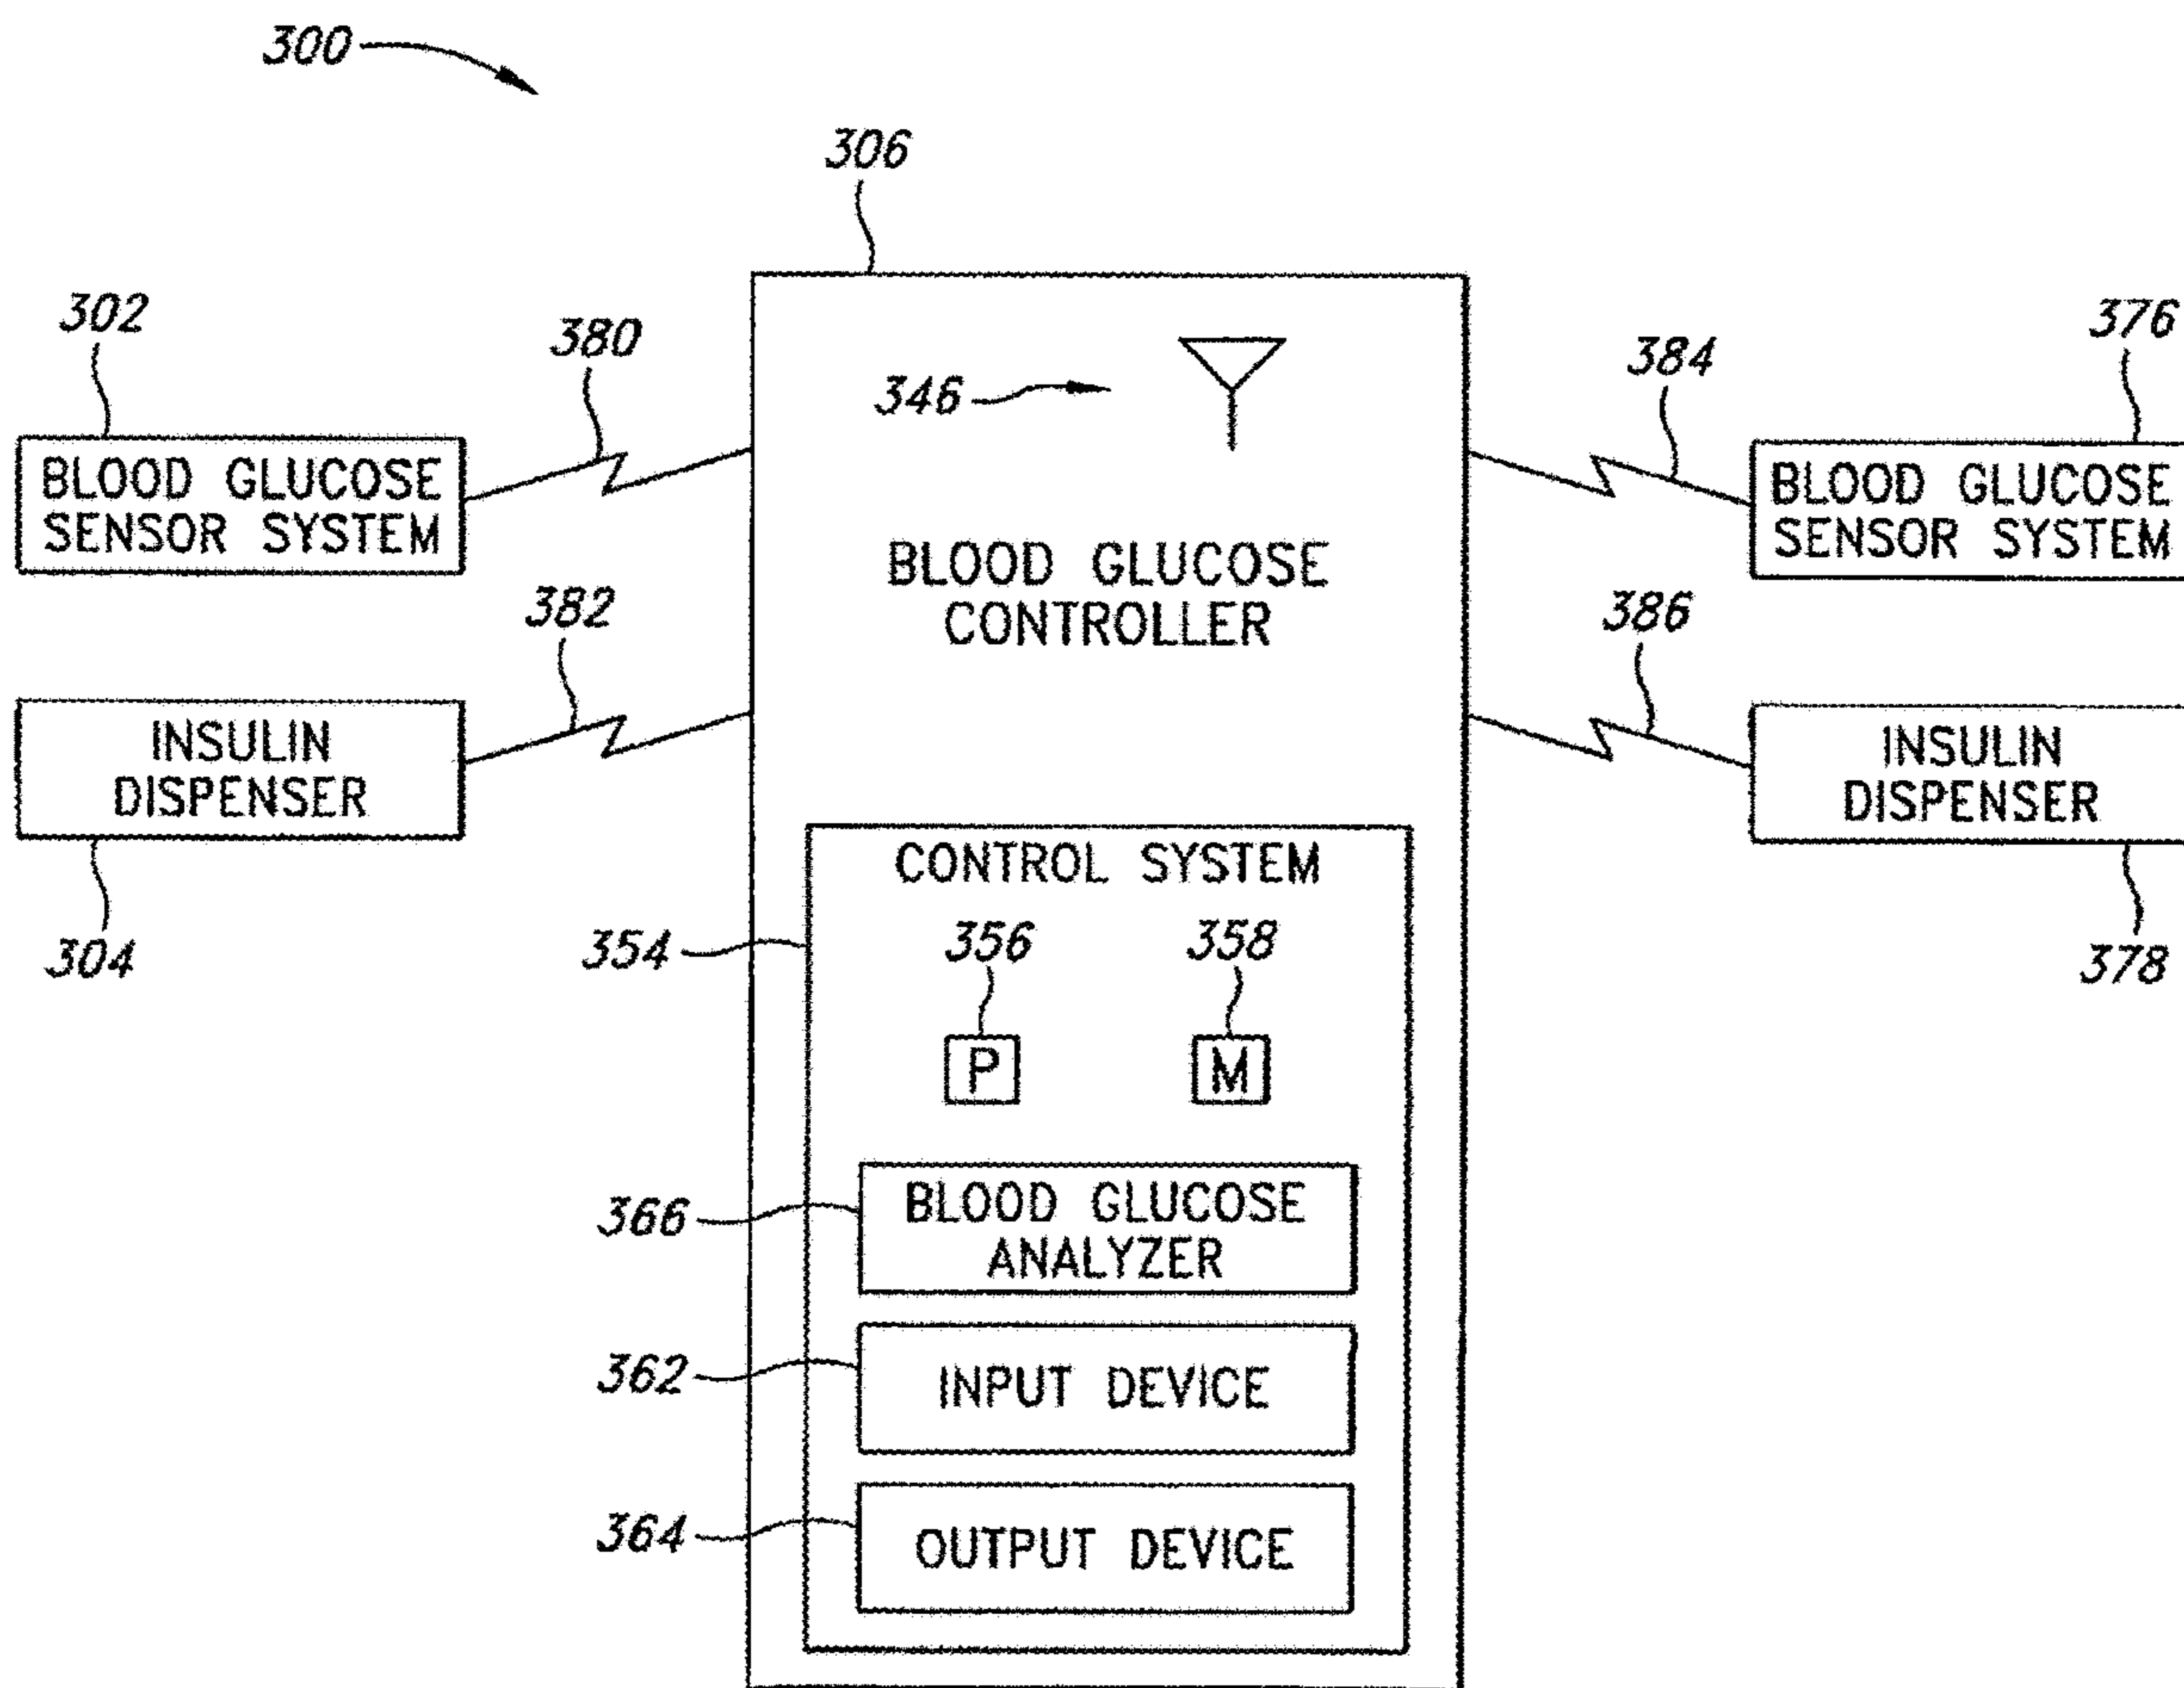 300
306
302
380
346
384
376
BLOOD GLUCOSE
SENSOR SYSTEM
BLOOD GLUCOSE
CONTROLLER
BLOOD GLUCOSE
SENSOR SYSTEM
382
386
INSULIN
DISPENSER
INSULIN
DISPENSER
304
378
CONTROL SYSTEM
354
356
358
P
M
366
BLOOD GLUCOSE
ANALYZER
362
INPUT DEVICE
364
OUTPUT DEVICE